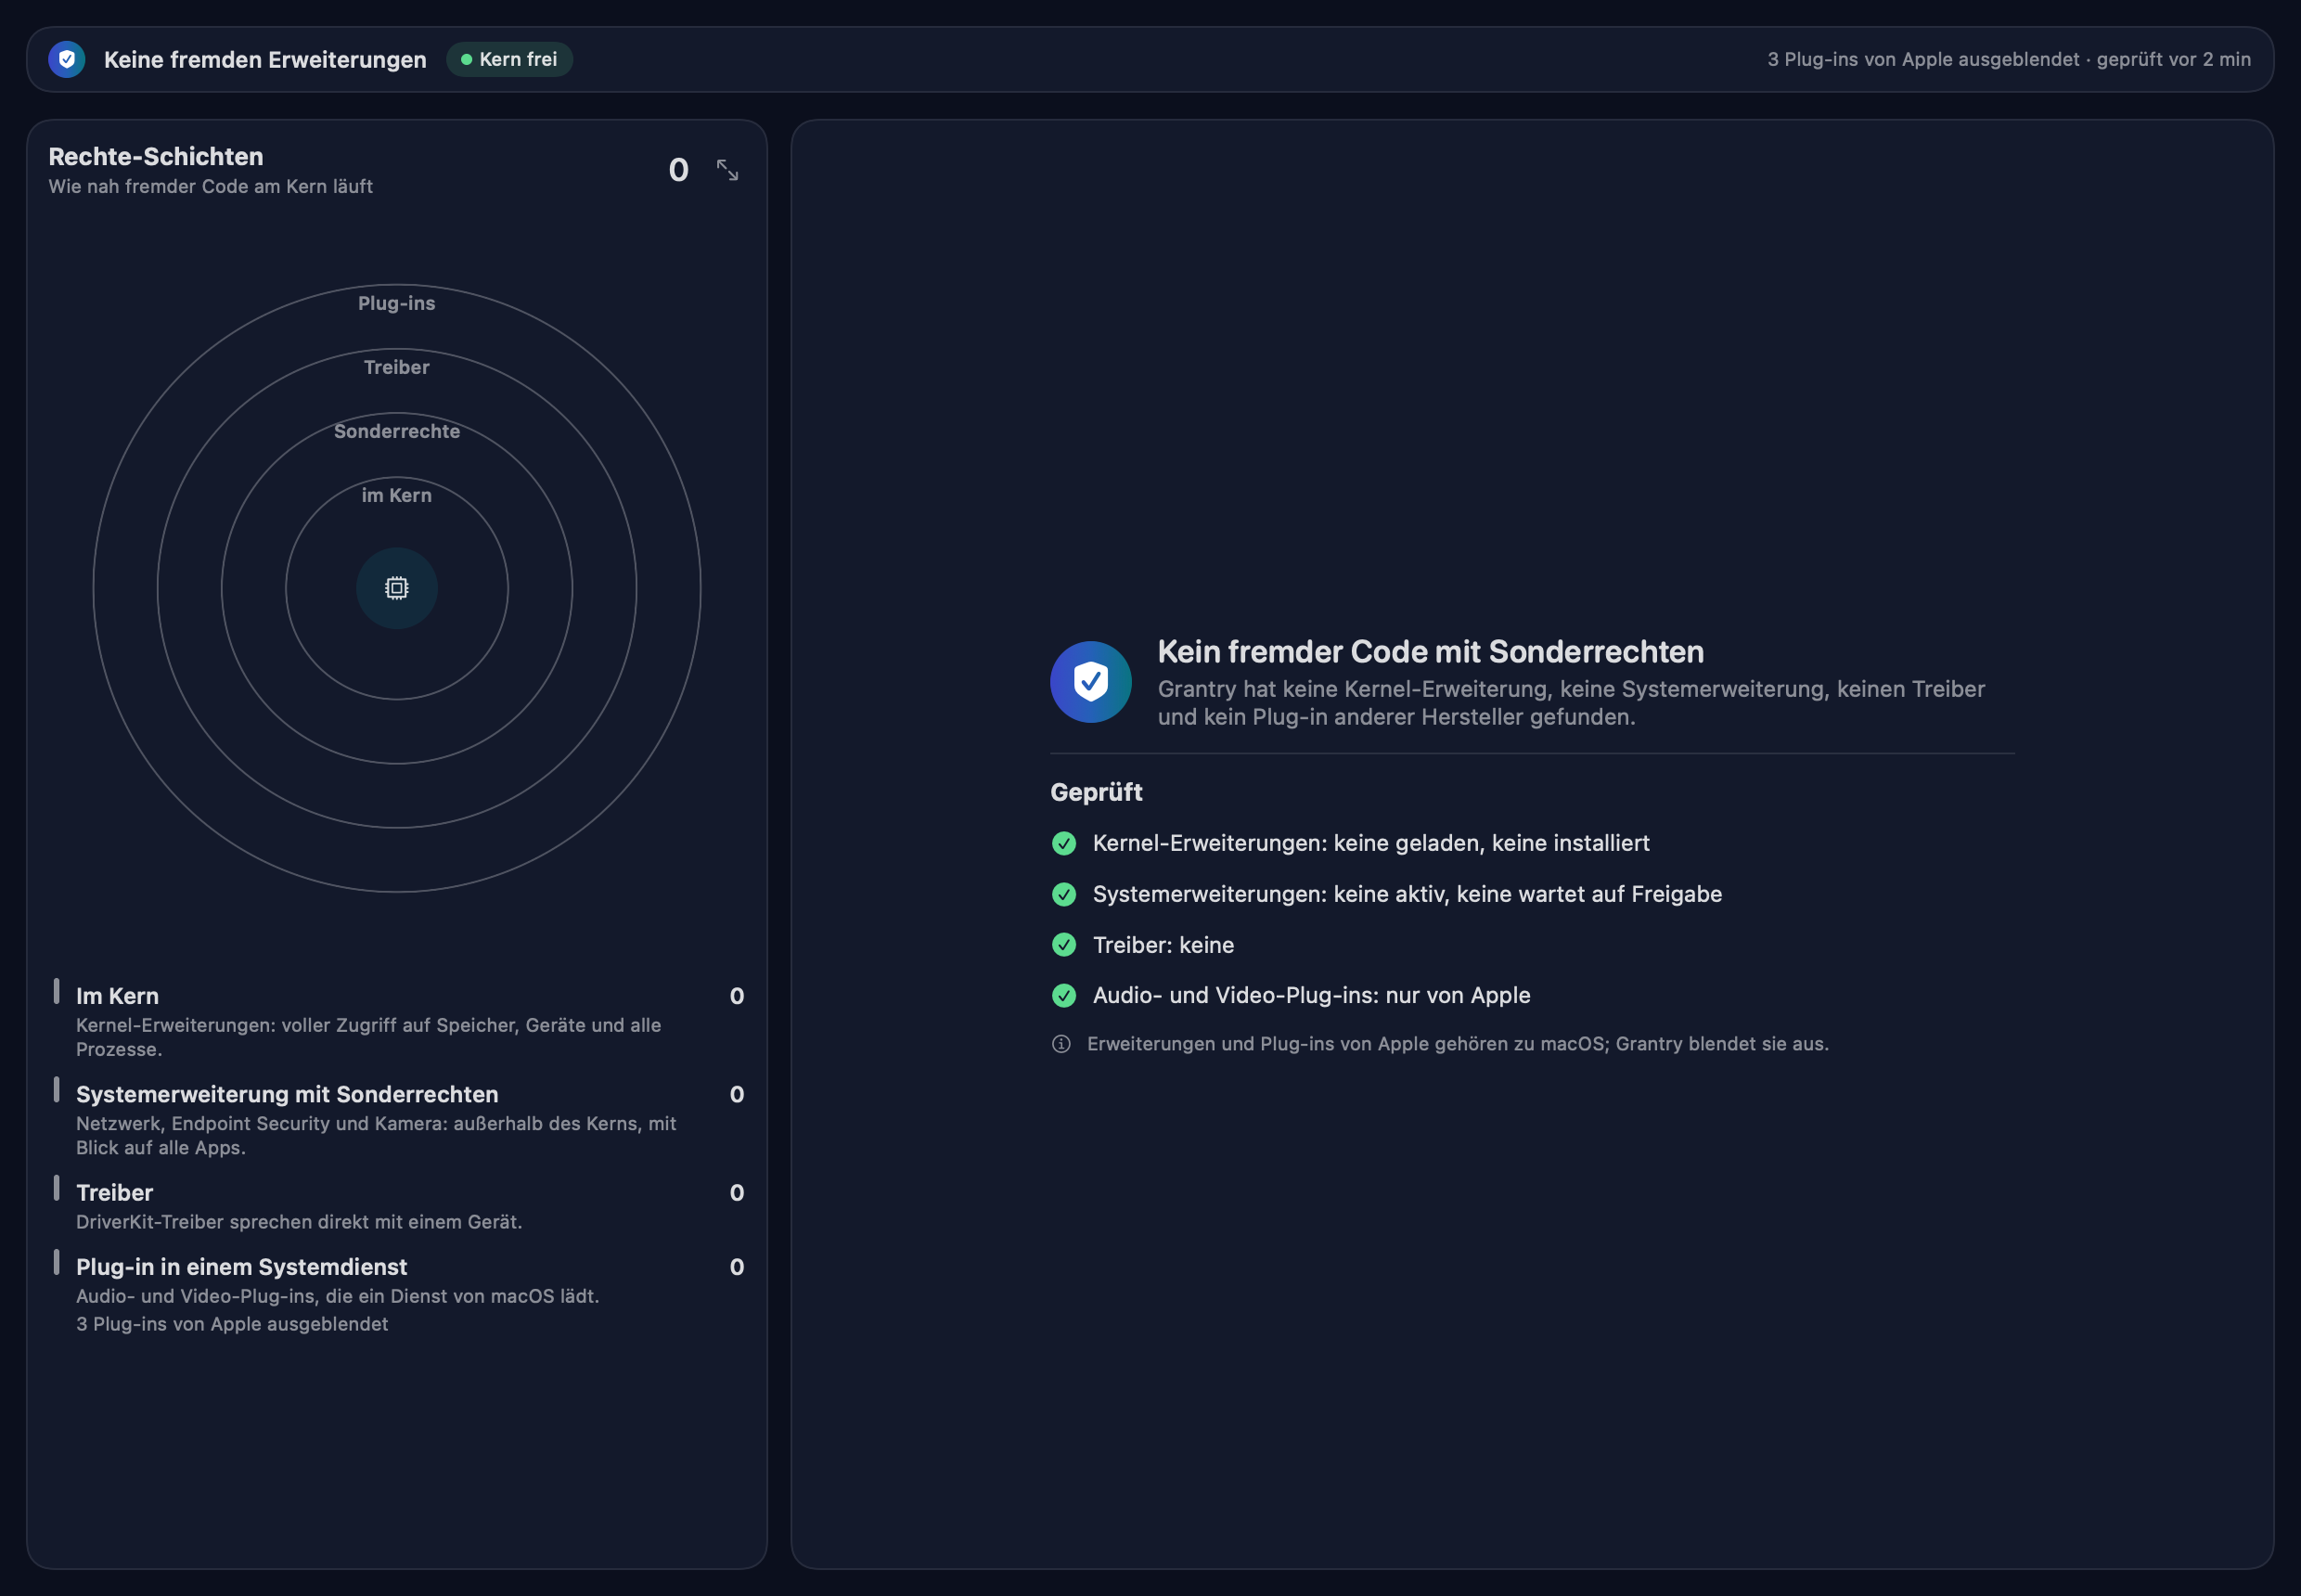 Keine fremden Erweiterungen
Kern frei
3 Plug-ins von Apple ausgeblendet · geprüft vor 2 min
Rechte-Schichten
Wie nah fremder Code am Kern läuft
0
Plug-ins
Treiber
Sonderrechte
im Kern
Im Kern
0
Kernel-Erweiterungen: voller Zugriff auf Speicher, Geräte und alle
Prozesse.
Systemerweiterung mit Sonderrechten
0
Netzwerk, Endpoint Security und Kamera: außerhalb des Kerns, mit
Blick auf alle Apps.
Treiber
0
DriverKit-Treiber sprechen direkt mit einem Gerät.
Plug-in in einem Systemdienst
0
Audio- und Video-Plug-ins, die ein Dienst von macOS lädt.
3 Plug-ins von Apple ausgeblendet
Kein fremder Code mit Sonderrechten
Grantry hat keine Kernel-Erweiterung, keine Systemerweiterung, keinen Treiber
und kein Plug-in anderer Hersteller gefunden.
Geprüft
Kernel-Erweiterungen: keine geladen, keine installiert
Systemerweiterungen: keine aktiv, keine wartet auf Freigabe
Treiber: keine
Audio- und Video-Plug-ins: nur von Apple
Erweiterungen und Plug-ins von Apple gehören zu macOS; Grantry blendet sie aus.